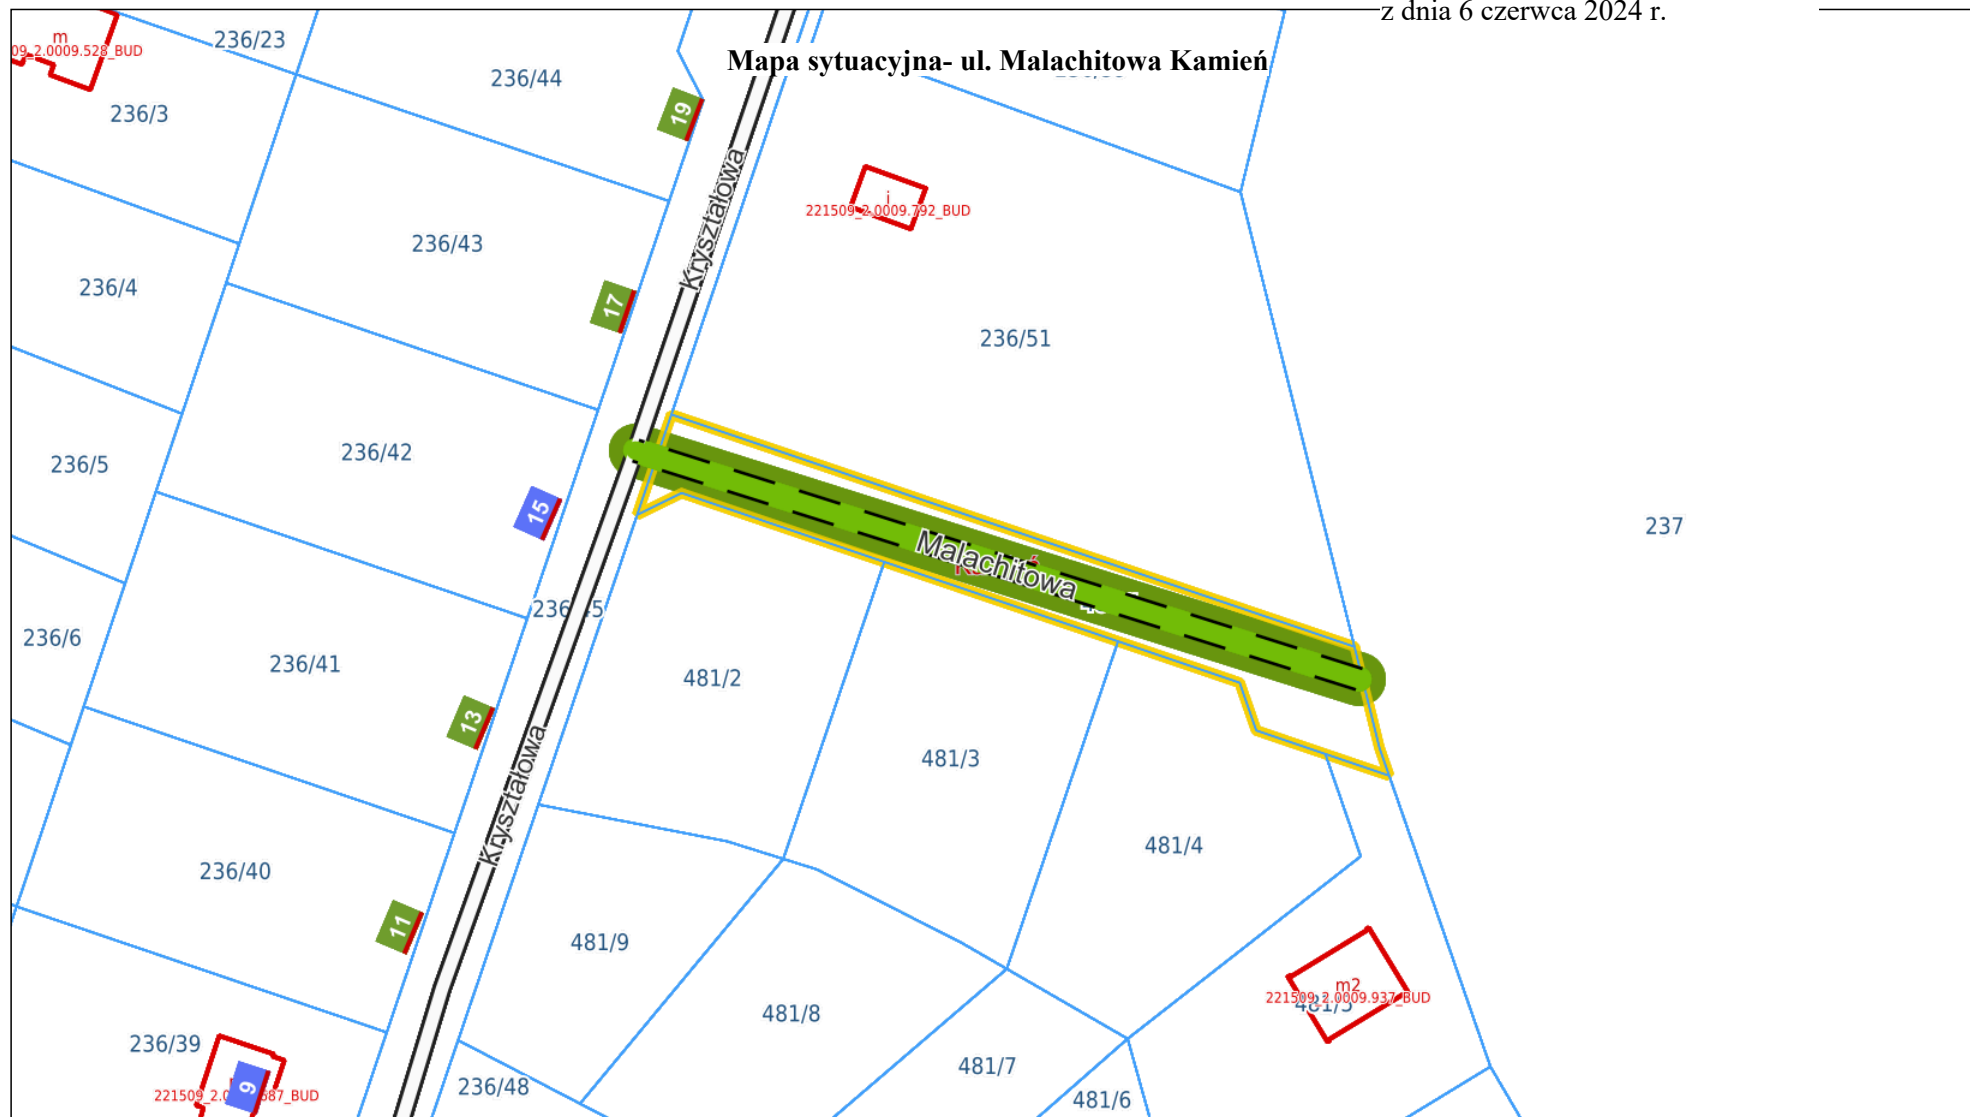 z dnia 6 czerwca 2024 r.
Mapa sytuacyjna- ul. Malachitowa Kamień
m
09_2.0009.528_BUD
236/23
236/44
236/3
19
Kryształowa
j
221509_2.0009.792_BUD
236/43
236/4
17
236/51
236/42
236/5
15
237
Malachitowa
236/6
236/41
481/2
13
481/3
Kryształowa
481/4
236/40
11
481/9
m2
221509_2.0009.937_BUD
481/5
481/8
236/39
481/7
9
236/48
481/6